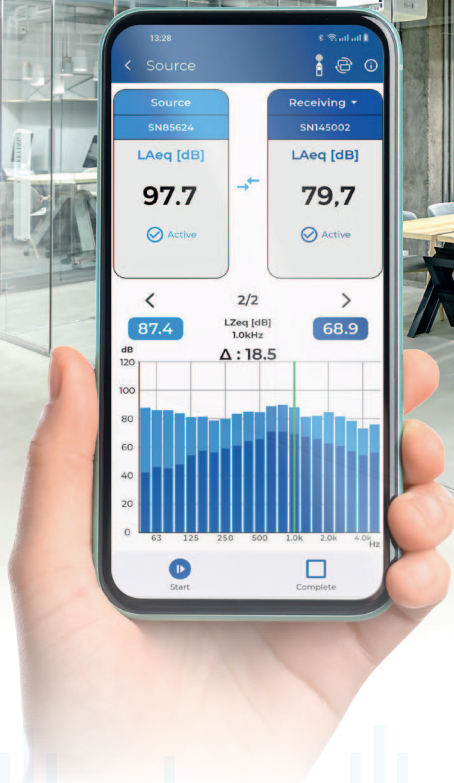 13:28
Source
Source
Receiving
SN85624
SN145002
LAeq [dB]
LAeq [dB]
97.7
79,7
Active
Active
2/2
87.4
LZeq [dB]
1.0kHz
68.9
Δ : 18.5
dB
120
100
80
60
40
20
0
63 125 250 500 1.0k 2.0k 4.0k
Hz
Start
Complete